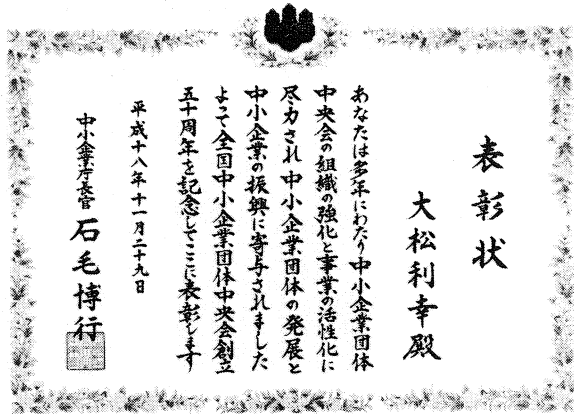 表彰状
大松利幸殿
あなたは多年にわたり中小企業団体
中央会の組織の強化と事業の活性化に
尽力され中小企業団体の発展と
中小企業の振興に寄与されました
よって全国中小企業団体中央会創立
五十周年を記念してここに表彰します
平成十八年十一月二十九日
中小企業庁長官 石毛博行